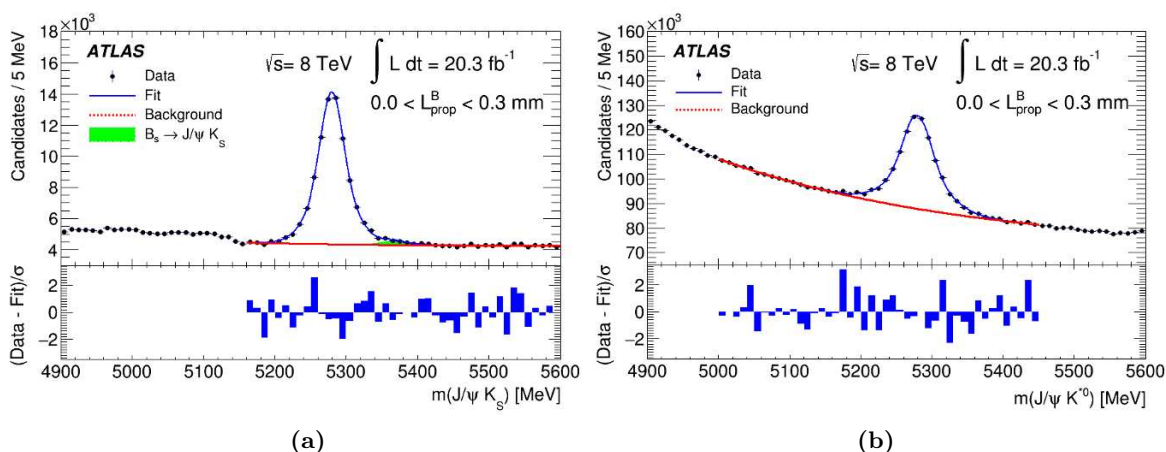 ×10³
18
16
14
12
10
8
6
4
Candidates / 5 MeV
ATLAS
Data
Fit
Background
Bₛ → J/ψ K_S
√s= 8 TeV ∫ L dt = 20.3 fb⁻¹
0.0 < L_prop^B < 0.3 mm
2
0
−2
(Data - Fit)/σ
4900 5000 5100 5200 5300 5400 5500 5600
m(J/ψ K_S) [MeV]
(a)
×10³
160
150
140
130
120
110
100
90
80
70
Candidates / 5 MeV
ATLAS
Data
Fit
Background
√s= 8 TeV ∫ L dt = 20.3 fb⁻¹
0.0 < L_prop^B < 0.3 mm
2
0
−2
(Data - Fit)/σ
4900 5000 5100 5200 5300 5400 5500 5600
m(J/ψ K*⁰) [MeV]
(b)